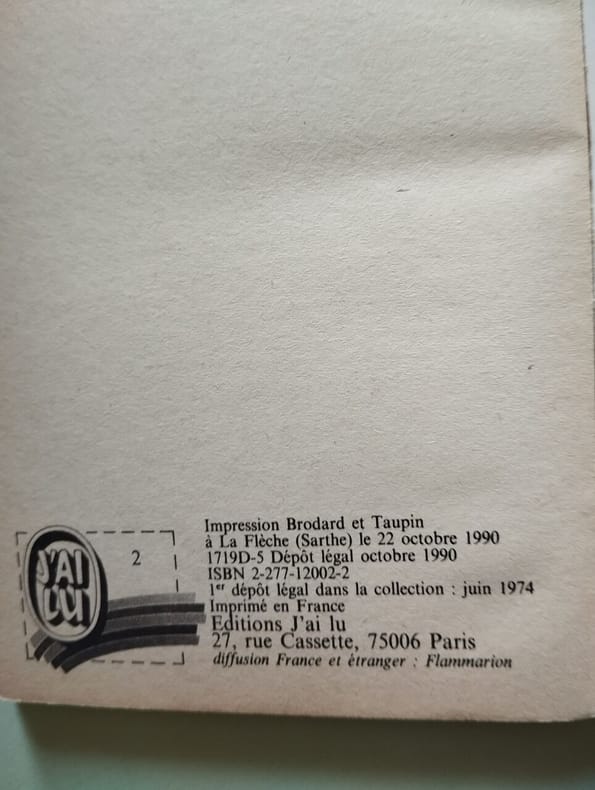 J'AI
LU
2
Impression Brodard et Taupin
à La Flèche (Sarthe) le 22 octobre 1990
1719D-5 Dépôt légal octobre 1990
ISBN 2-277-12002-2
1er dépôt légal dans la collection : juin 1974
Imprimé en France
Editions J'ai lu
27, rue Cassette, 75006 Paris
diffusion France et étranger : Flammarion